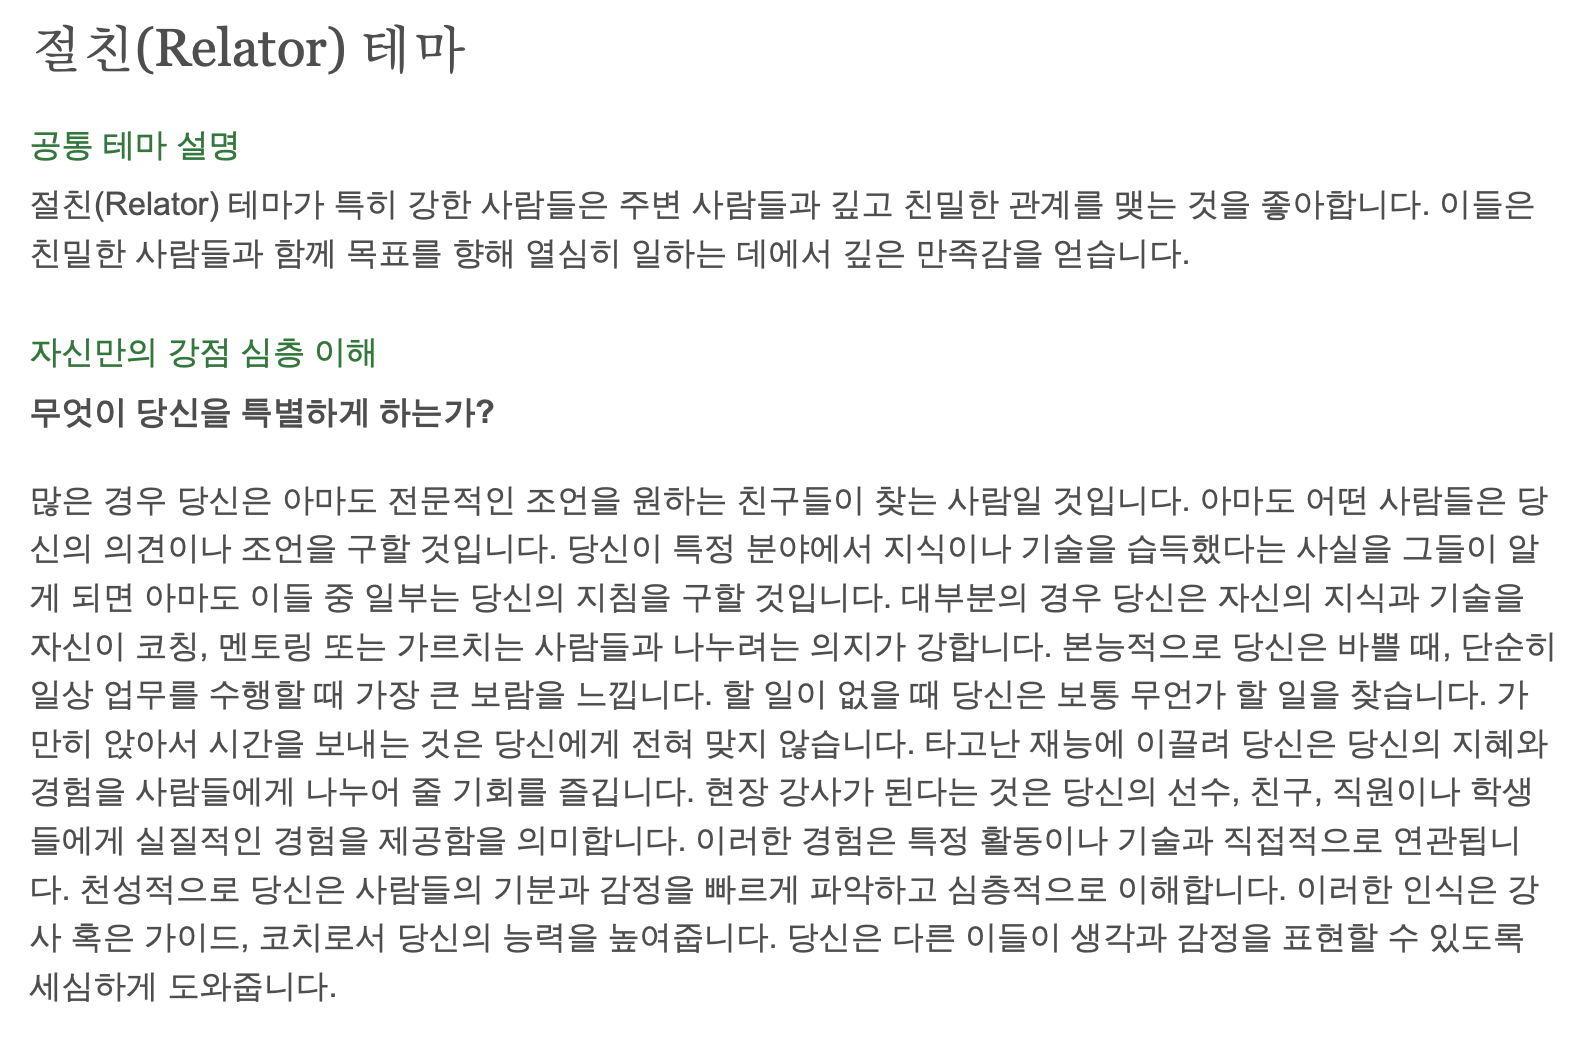 절친(Relator) 테마
공통 테마 설명
절친(Relator) 테마가 특히 강한 사람들은 주변 사람들과 깊고 친밀한 관계를 맺는 것을 좋아합니다. 이들은
친밀한 사람들과 함께 목표를 향해 열심히 일하는 데에서 깊은 만족감을 얻습니다.
자신만의 강점 심층 이해
무엇이 당신을 특별하게 하는가?
많은 경우 당신은 아마도 전문적인 조언을 원하는 친구들이 찾는 사람일 것입니다. 아마도 어떤 사람들은 당
신의 의견이나 조언을 구할 것입니다. 당신이 특정 분야에서 지식이나 기술을 습득했다는 사실을 그들이 알
게 되면 아마도 이들 중 일부는 당신의 지침을 구할 것입니다. 대부분의 경우 당신은 자신의 지식과 기술을
자신이 코칭, 멘토링 또는 가르치는 사람들과 나누려는 의지가 강합니다. 본능적으로 당신은 바쁠 때, 단순히
일상 업무를 수행할 때 가장 큰 보람을 느낍니다. 할 일이 없을 때 당신은 보통 무언가 할 일을 찾습니다. 가
만히 앉아서 시간을 보내는 것은 당신에게 전혀 맞지 않습니다. 타고난 재능에 이끌려 당신은 당신의 지혜와
경험을 사람들에게 나누어 줄 기회를 즐깁니다. 현장 강사가 된다는 것은 당신의 선수, 친구, 직원이나 학생
들에게 실질적인 경험을 제공함을 의미합니다. 이러한 경험은 특정 활동이나 기술과 직접적으로 연관됩니
다. 천성적으로 당신은 사람들의 기분과 감정을 빠르게 파악하고 심층적으로 이해합니다. 이러한 인식은 강
사 혹은 가이드, 코치로서 당신의 능력을 높여줍니다. 당신은 다른 이들이 생각과 감정을 표현할 수 있도록
세심하게 도와줍니다.